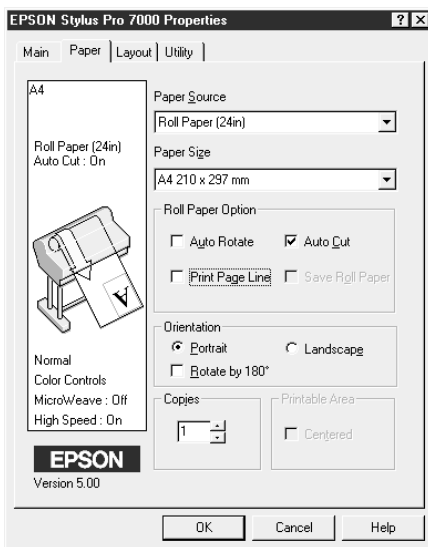 EPSON Stylus Pro 7000 Properties
Main Paper Layout Utility
A4
Roll Paper (24in)
Auto Cut : On
A
Normal
Color Controls
MicroWeave : Off
High Speed : On
EPSON
Version 5.00
Paper Source
Roll Paper (24in)
Paper Size
A4 210 x 297 mm
Roll Paper Option
Auto Rotate Auto Cut
Print Page Line Save Roll Paper
Orientation
Portrait Landscape
Rotate by 180°
Copies
1
Printable Area
Centered
OK Cancel Help